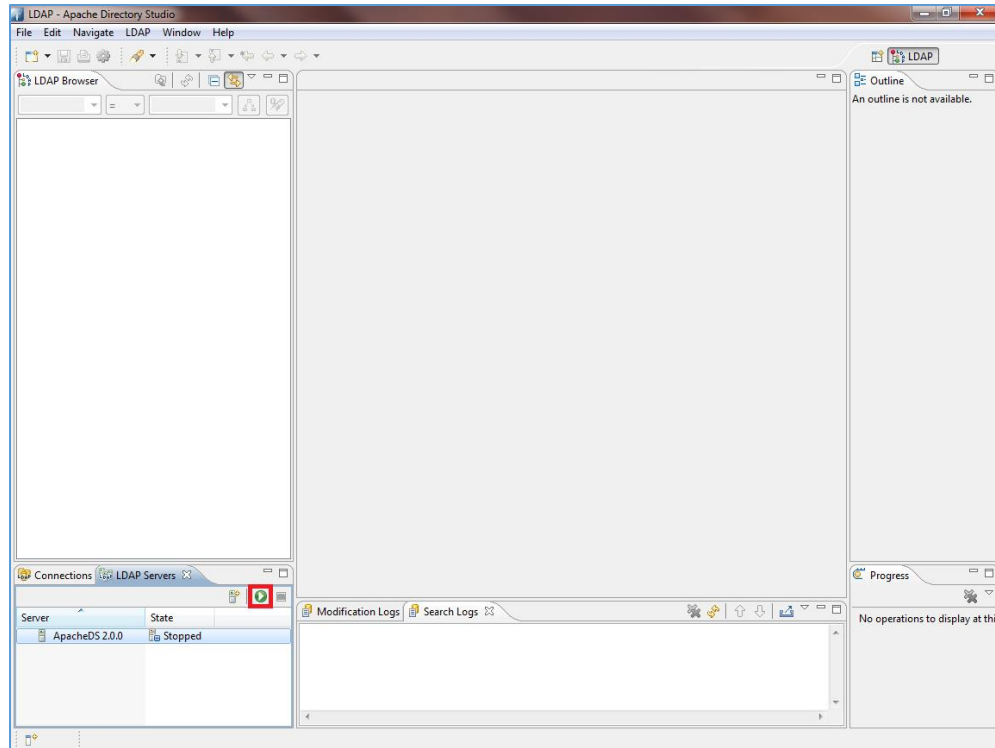 LDAP - Apache Directory Studio
File Edit Navigate LDAP Window Help
LDAP
LDAP Browser
=
Outline
An outline is not available.
Connections
LDAP Servers
Server State
ApacheDS 2.0.0 Stopped
Modification Logs
Search Logs
Progress
No operations to display at thi